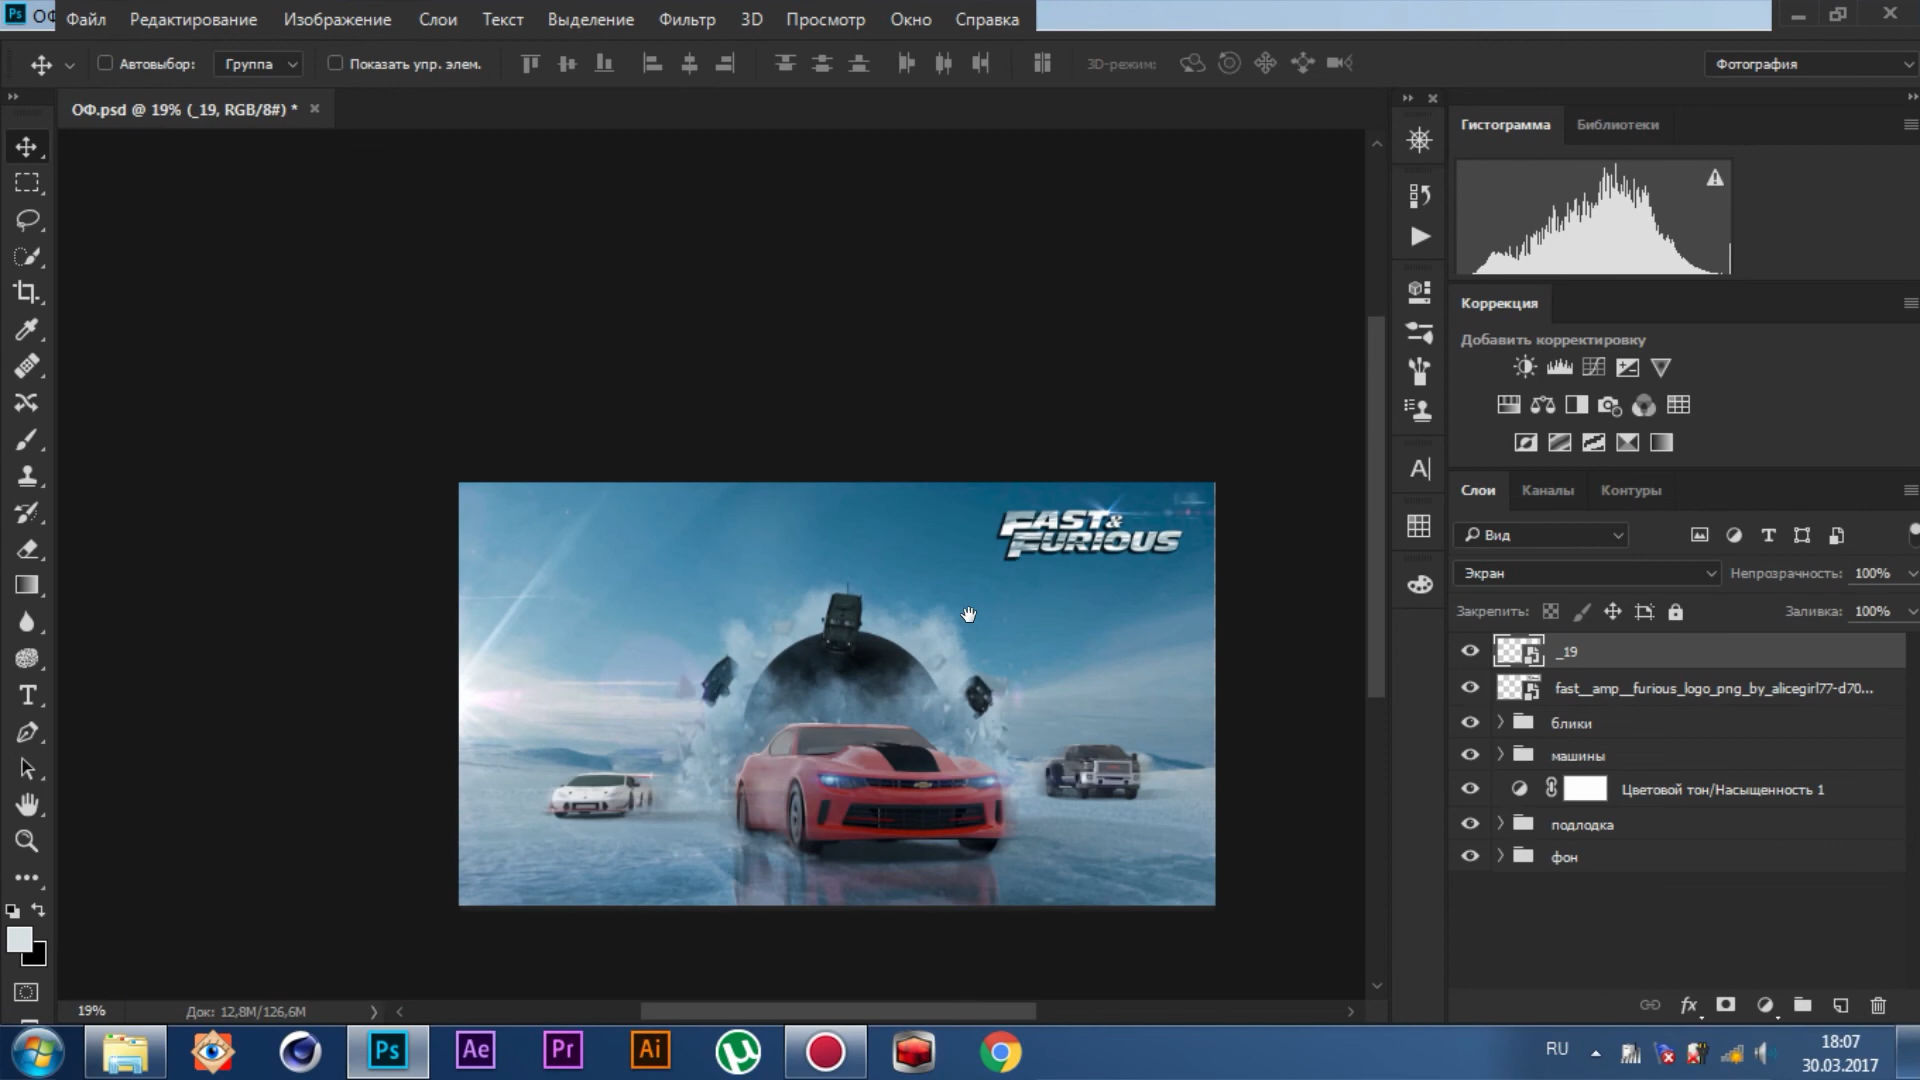 Ps ОФ Файл Редактирование Изображение Слои Текст Выделение Фильтр 3D Просмотр Окно Справка
Автовыбор: Группа Показать упр. элем. 3D-режим: Фотография
ОФ.psd @ 19% (_19, RGB/8#) *
Гистограмма Библиотеки
Коррекция
Добавить корректировку
Слои Каналы Контуры
Вид
Экран Непрозрачность: 100%
Закрепить: Заливка: 100%
_19
fast__amp__furious_logo_png_by_alicegirl77-d70...
блики
машины
Цветовой тон/Насыщенность 1
подлодка
фон
FAST &
FURIOUS
19% Док: 12,8M/126,6M
Ps Ae Pr Ai RU 18:07
30.03.2017